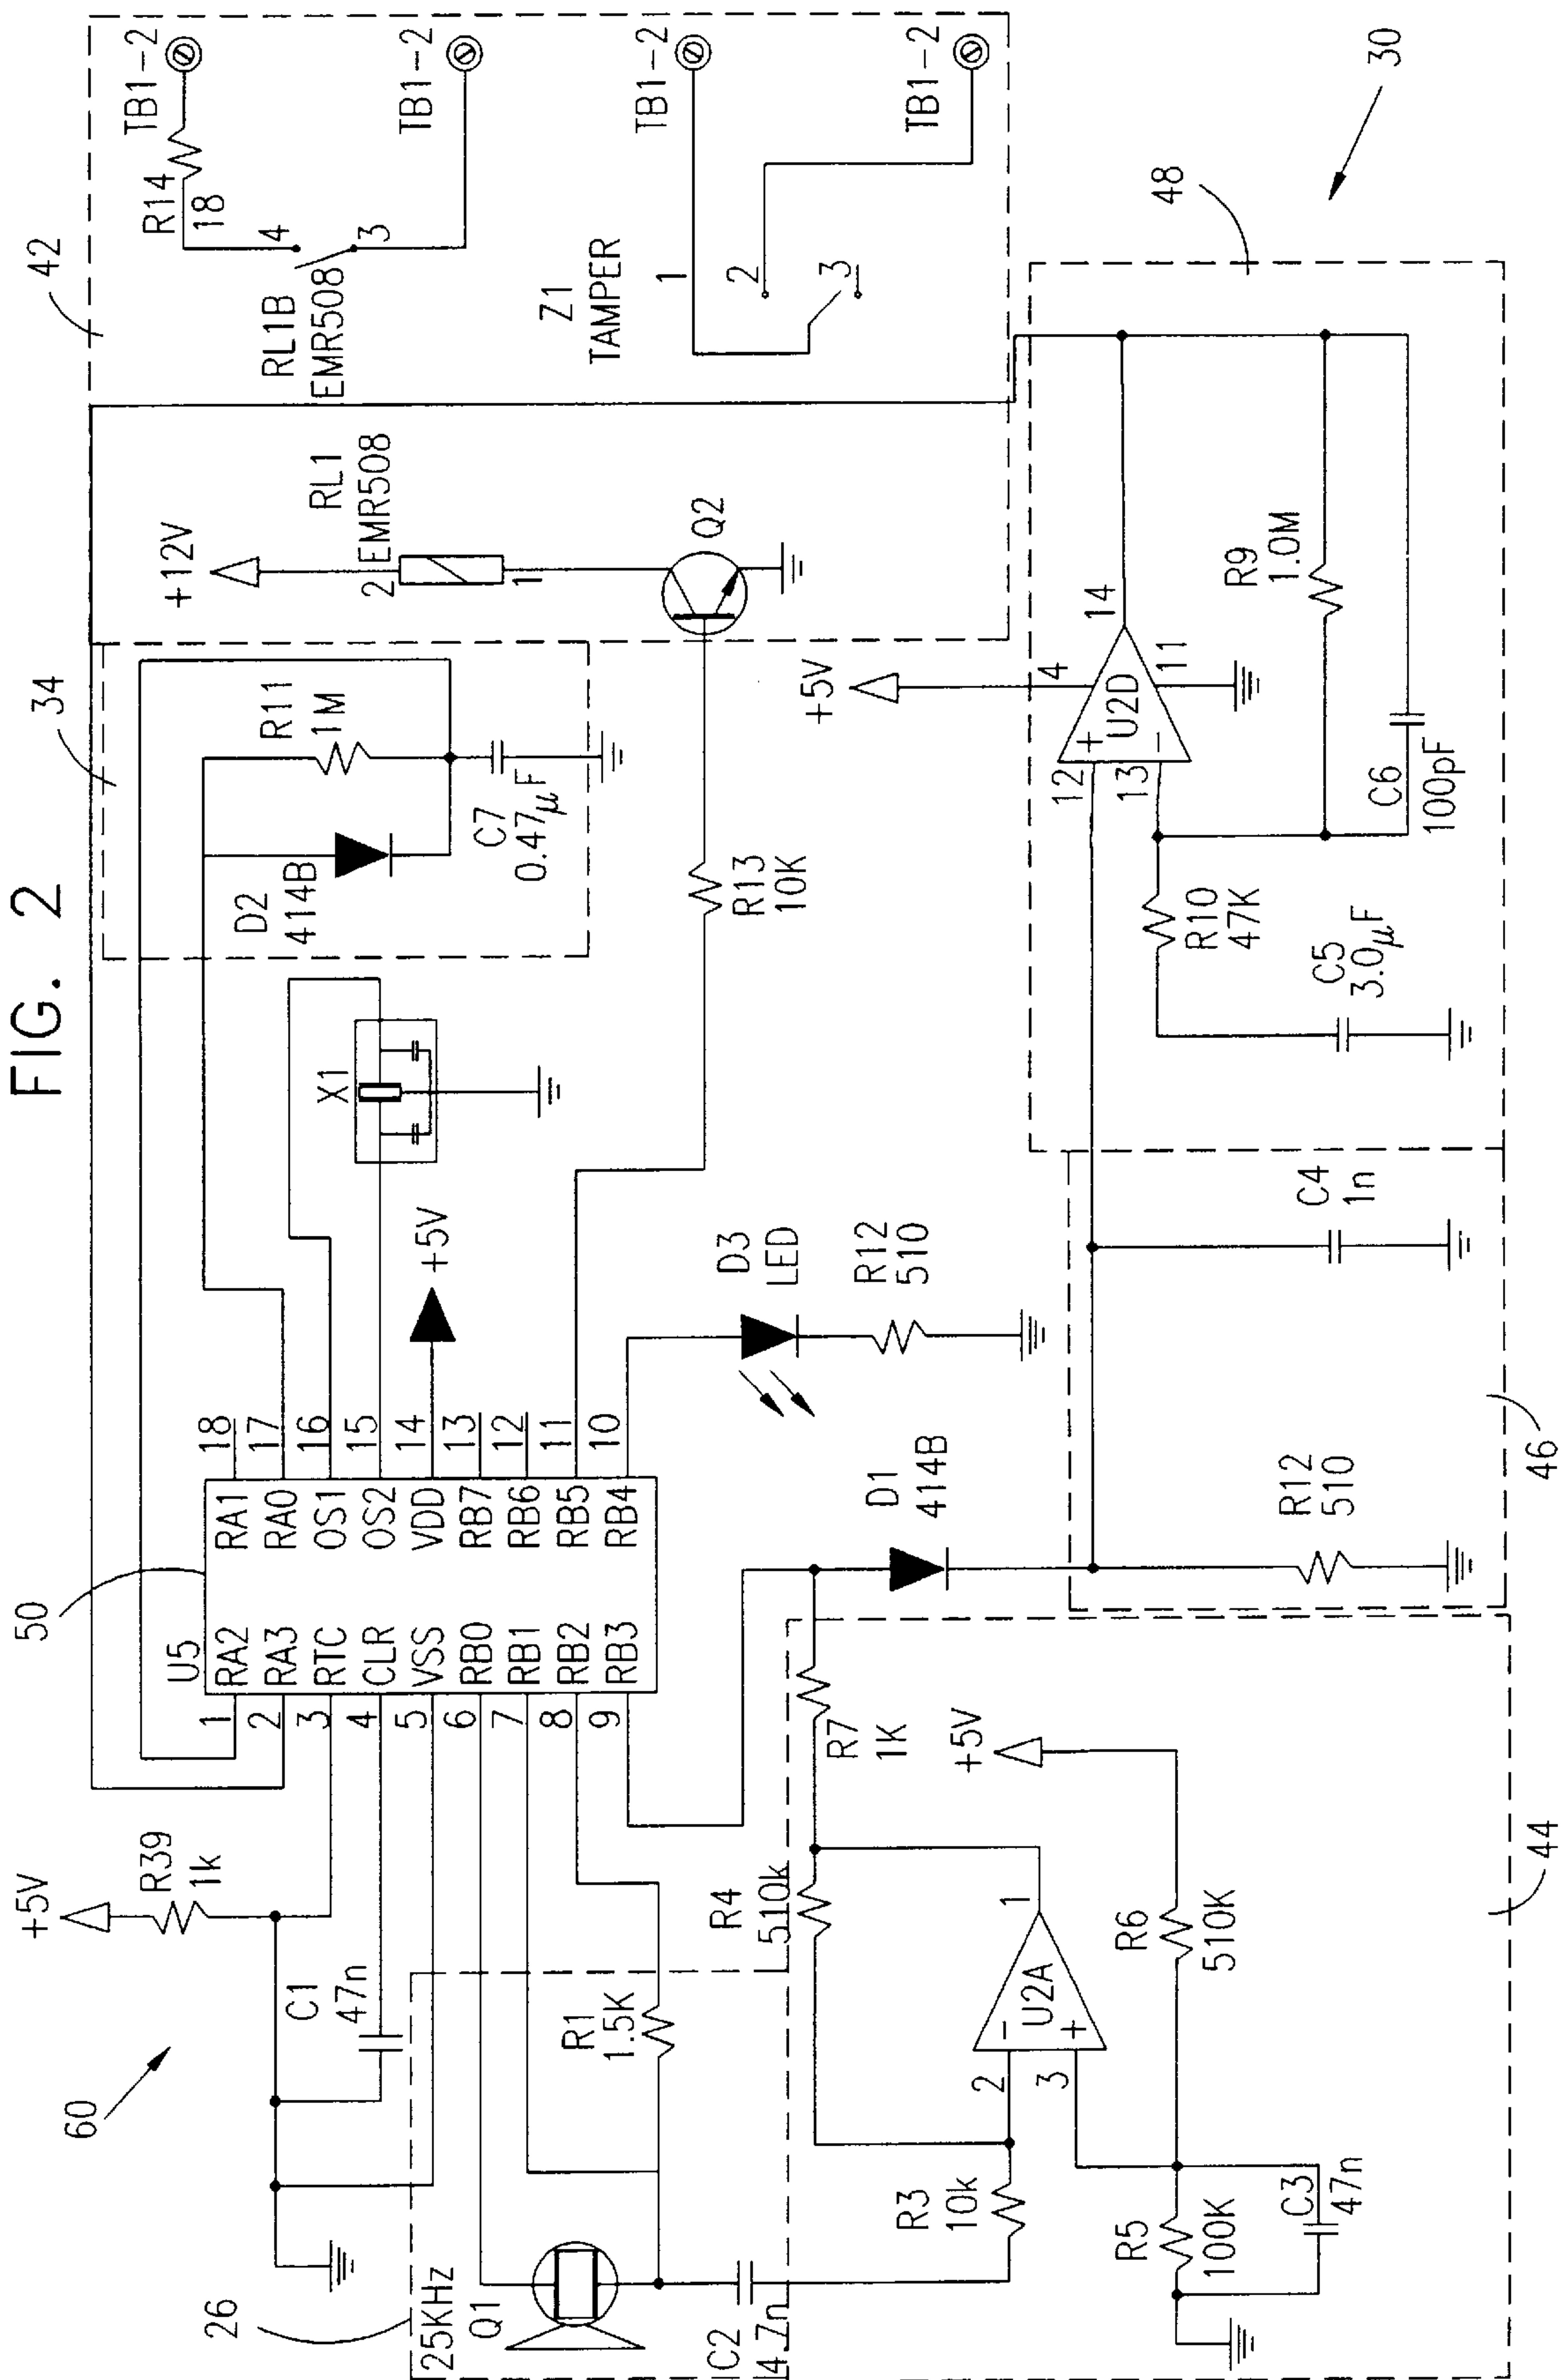 FIG. 2
60
+5V
R39
1k
C1
47n
50
U5
RA2
RA3
RTC
CLR
VSS
RB0
RB1
RB2
RB3
1
2
3
4
5
6
7
8
9
RA1
RA0
OS1
OS2
VDD
RB7
RB6
RB5
RB4
18
17
16
15
14
13
12
11
10
+5V
X1
34
D2
414B
R11
1M
C7
0.47µF
42
+12V
RL1
EMR508
2
1
Q2
R13
10K
RL1B
EMR508
4
3
R14
18
TB1-2
TB1-2
Z1
TAMPER
1
2
3
TB1-2
TB1-2
26
25KHz
Q1
R1
1.5K
C2
4.7n
R3
10k
R4
510k
R7
1K
2
3
-
+
U2A
1
+5V
R6
510K
R5
100K
C3
47n
44
D3
LED
R12
510
D1
414B
R12
510
C4
1n
46
+5V
12
13
+
-
U2D
4
11
14
R9
1.0M
R10
47K
C5
3.0µF
C6
100pF
48
30